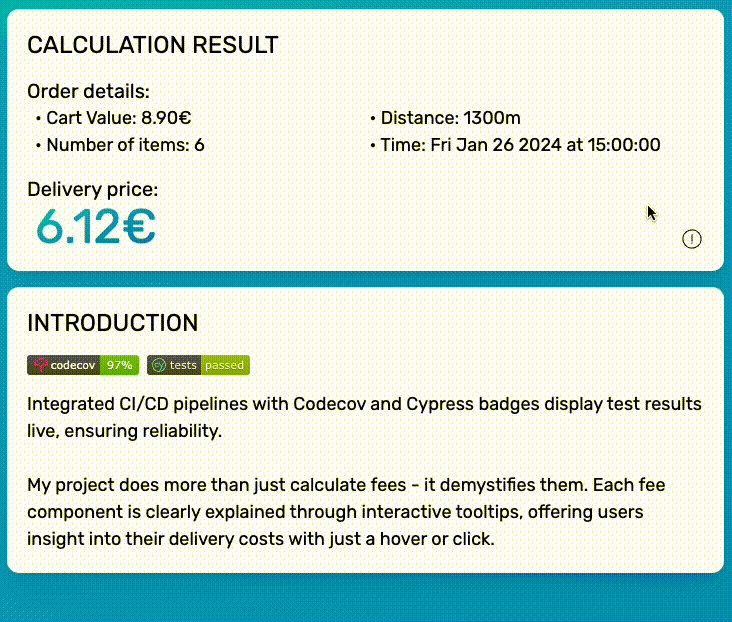 CALCULATION RESULT
Order details:
• Cart Value: 8.90€
• Distance: 1300m
• Number of items: 6
• Time: Fri Jan 26 2024 at 15:00:00
Delivery price:
6.12€
INTRODUCTION
codecov 97% cy tests passed
Integrated CI/CD pipelines with Codecov and Cypress badges display test results
live, ensuring reliability.
My project does more than just calculate fees - it demystifies them. Each fee
component is clearly explained through interactive tooltips, offering users
insight into their delivery costs with just a hover or click.